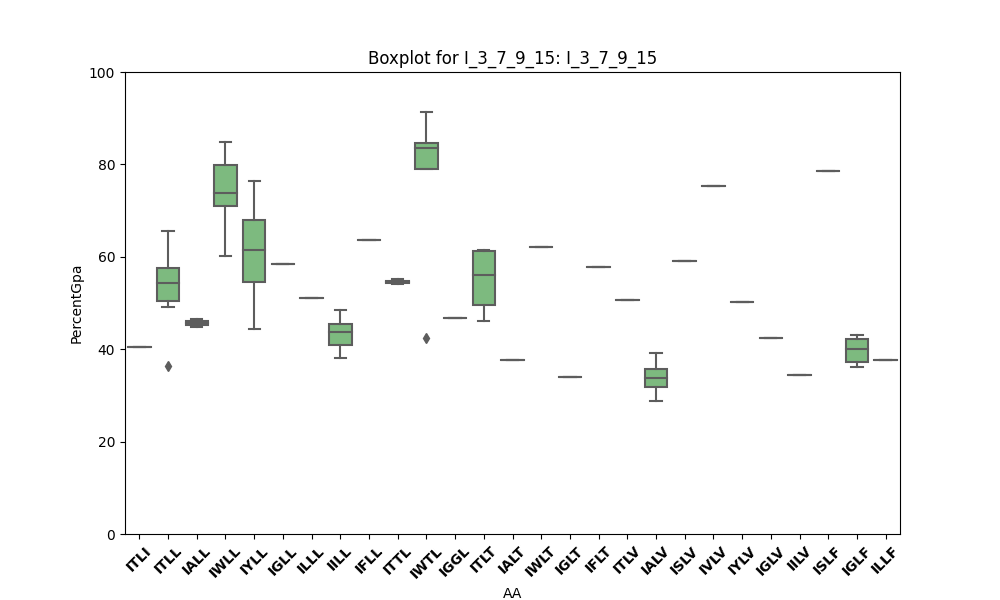 Boxplot for I_3_7_9_15: I_3_7_9_15
PercentGpa
100
80
60
40
20
0
ITLI ITLL IALL IWLL IYLL IGLL ILLL IILL IFLL ITTL IWTL IGGL ITLT IALT IWLT IGLT IFLT ITLV IALV ISLV IVLV IYLV IGLV IILV ISLF IGLF ILLF
AA